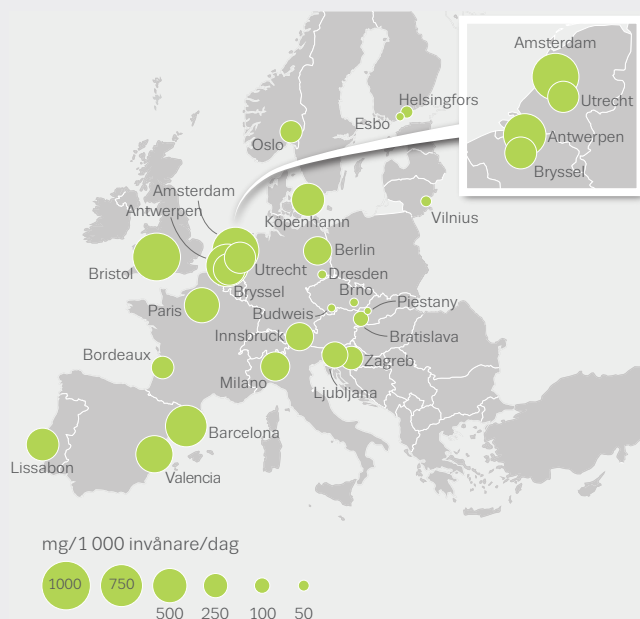 Amsterdam
Utrecht
Antwerpen
Bryssel
Helsingfors
Esbo
Oslo
Amsterdam
Antwerpen
Köpenhamn
Vilnius
Bristol
Utrecht
Berlin
Bryssel
Dresden
Paris
Brno
Piestany
Budweis
Innsbruck
Bratislava
Bordeaux
Zagreb
Milano
Ljubljana
Barcelona
Lissabon
Valencia
mg/1 000 invånare/dag
1000
750
500
250
100
50